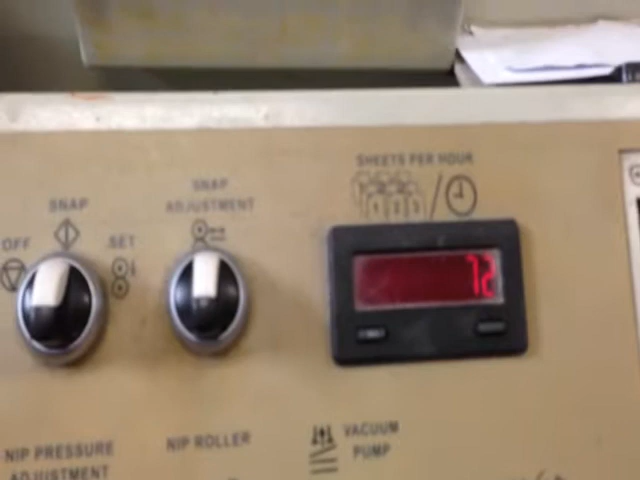 SHEETS PER HOUR
SNAP
SNAP
ADJUSTMENT
OFF
SET
72
NIP PRESSURE
ADJUSTMENT
NIP ROLLER
VACUUM
PUMP